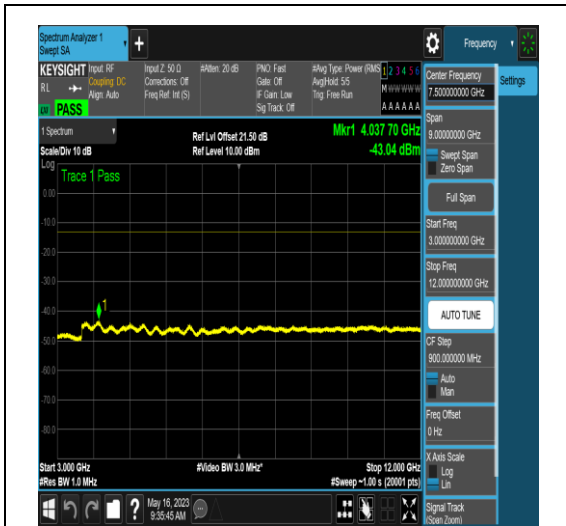 Spectrum Analyzer 1
Swept SA
Frequency
KEYSIGHT
Input: RF
Coupling: DC
Align: Auto
Input Z: 50 Ω
Corrections: Off
Freq Ref: Int (S)
#Atten: 20 dB
PNO: Fast
Gate: Off
IF Gain: Low
Sig Track: Off
#Avg Type: Power (RMS
Avg|Hold: 5/5
Trig: Free Run
1 2 3 4 5 6
M W W W W W
A A A A A A
RL
PASS
1 Spectrum
Scale/Div 10 dB
Ref Lvl Offset 21.50 dB
Ref Level 10.00 dBm
Mkr1 4.037 70 GHz
-43.04 dBm
Log
Trace 1 Pass
0.00
-10.0
-20.0
-30.0
-40.0
-50.0
-60.0
-70.0
-80.0
1
Start 3.000 GHz
#Res BW 1.0 MHz
#Video BW 3.0 MHz*
Stop 12.000 GHz
#Sweep ~1.00 s (20001 pts)
Center Frequency
7.500000000 GHz
Settings
Span
9.00000000 GHz
Swept Span
Zero Span
Full Span
Start Freq
3.000000000 GHz
Stop Freq
12.000000000 GHz
AUTO TUNE
CF Step
900.000000 MHz
Auto
Man
Freq Offset
0 Hz
X Axis Scale
Log
Lin
Signal Track
(Span Zoom)
May 16, 2023
9:35:45 AM